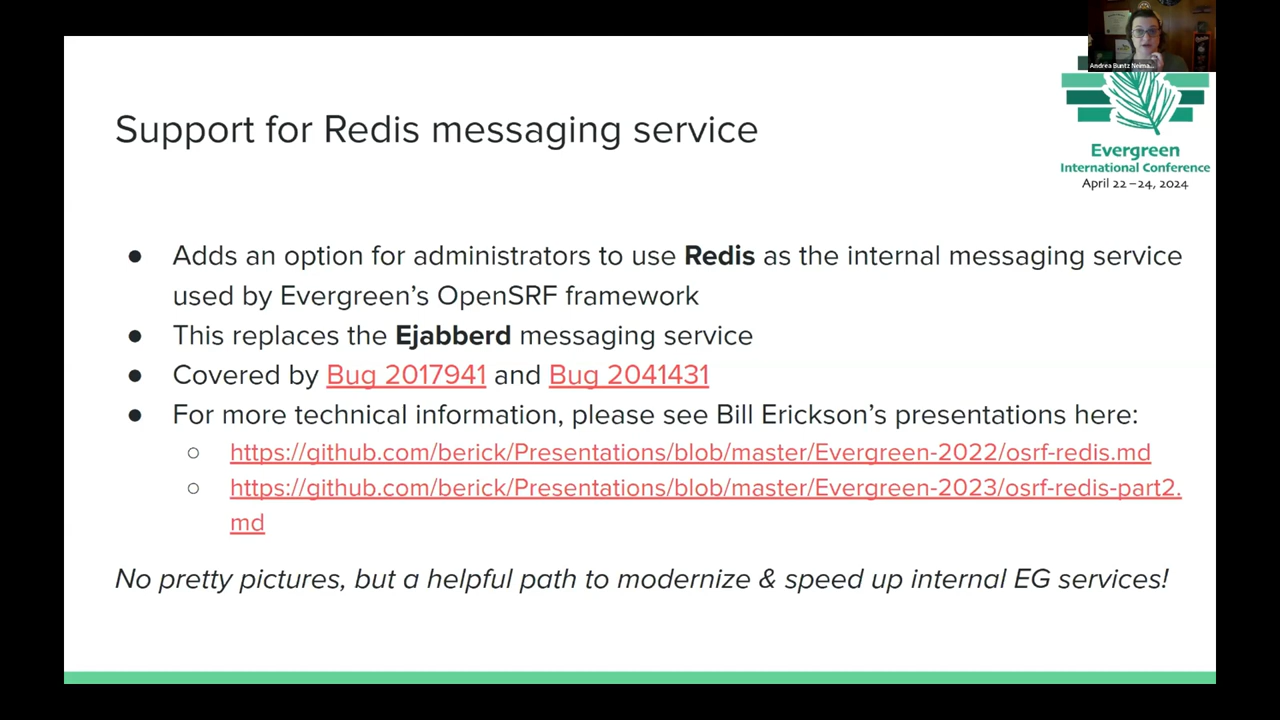 Andrea Buntz Neima...
Support for Redis messaging service
Evergreen
International Conference
April 22–24, 2024
● Adds an option for administrators to use Redis as the internal messaging service
used by Evergreen's OpenSRF framework
● This replaces the Ejabberd messaging service
● Covered by Bug 2017941 and Bug 2041431
● For more technical information, please see Bill Erickson's presentations here:
○ https://github.com/berick/Presentations/blob/master/Evergreen-2022/osrf-redis.md
○ https://github.com/berick/Presentations/blob/master/Evergreen-2023/osrf-redis-part2.
md
No pretty pictures, but a helpful path to modernize & speed up internal EG services!